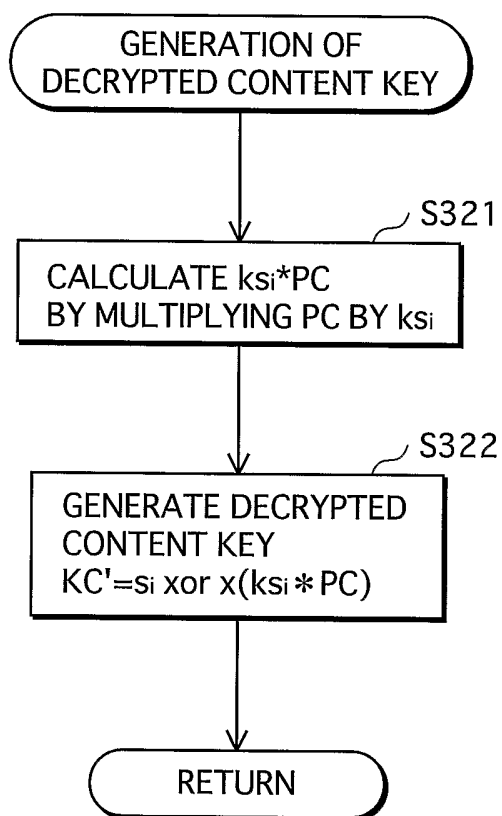 GENERATION OF
DECRYPTED CONTENT KEY
S321
CALCULATE ksi*PC
BY MULTIPLYING PC BY ksi
S322
GENERATE DECRYPTED
CONTENT KEY
KC'=si xor x(ksi*PC)
RETURN